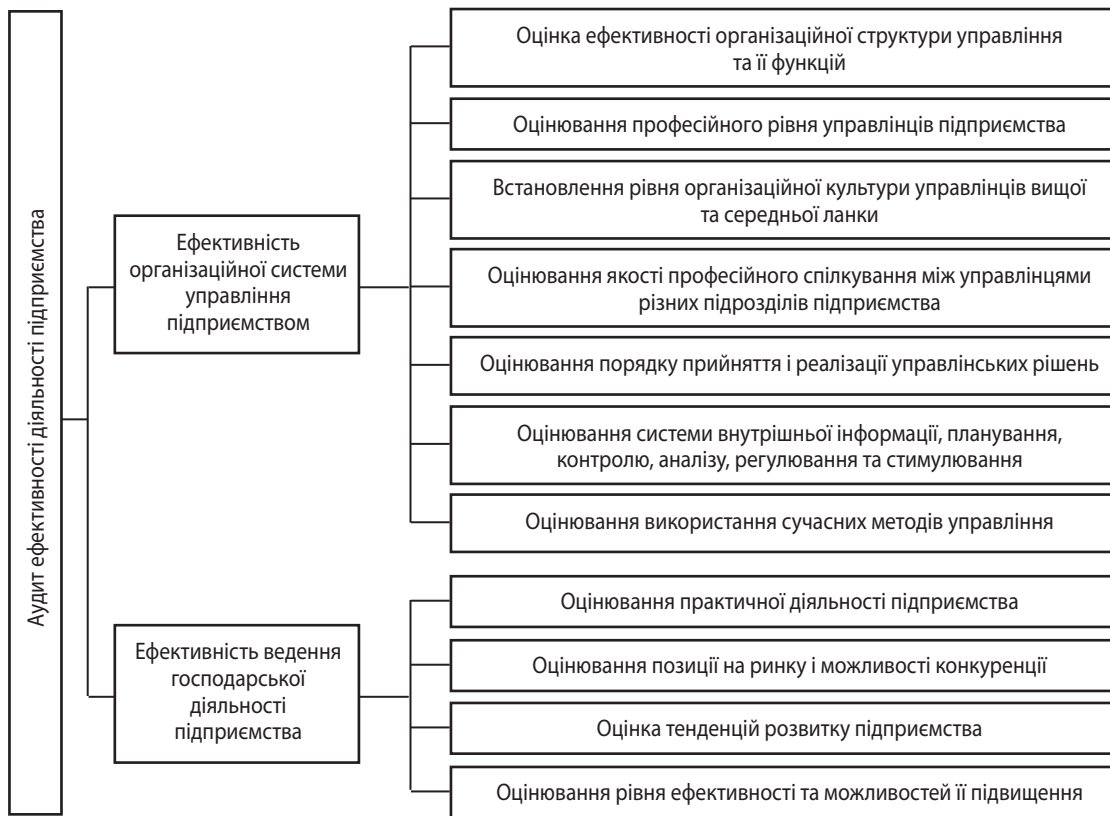 Аудит ефективності діяльності підприємства
Ефективність
організаційної системи
управління
підприємством
Оцінка ефективності організаційної структури управління
та її функцій
Оцінювання професійного рівня управлінців підприємства
Встановлення рівня організаційної культури управлінців вищої
та середньої ланки
Оцінювання якості професійного спілкування між управлінцями
різних підрозділів підприємства
Оцінювання порядку прийняття і реалізації управлінських рішень
Оцінювання системи внутрішньої інформації, планування,
контролю, аналізу, регулювання та стимулювання
Оцінювання використання сучасних методів управління
Ефективність ведення
господарської
діяльності
підприємства
Оцінювання практичної діяльності підприємства
Оцінювання позиції на ринку і можливості конкуренції
Оцінка тенденцій розвитку підприємства
Оцінювання рівня ефективності та можливостей її підвищення